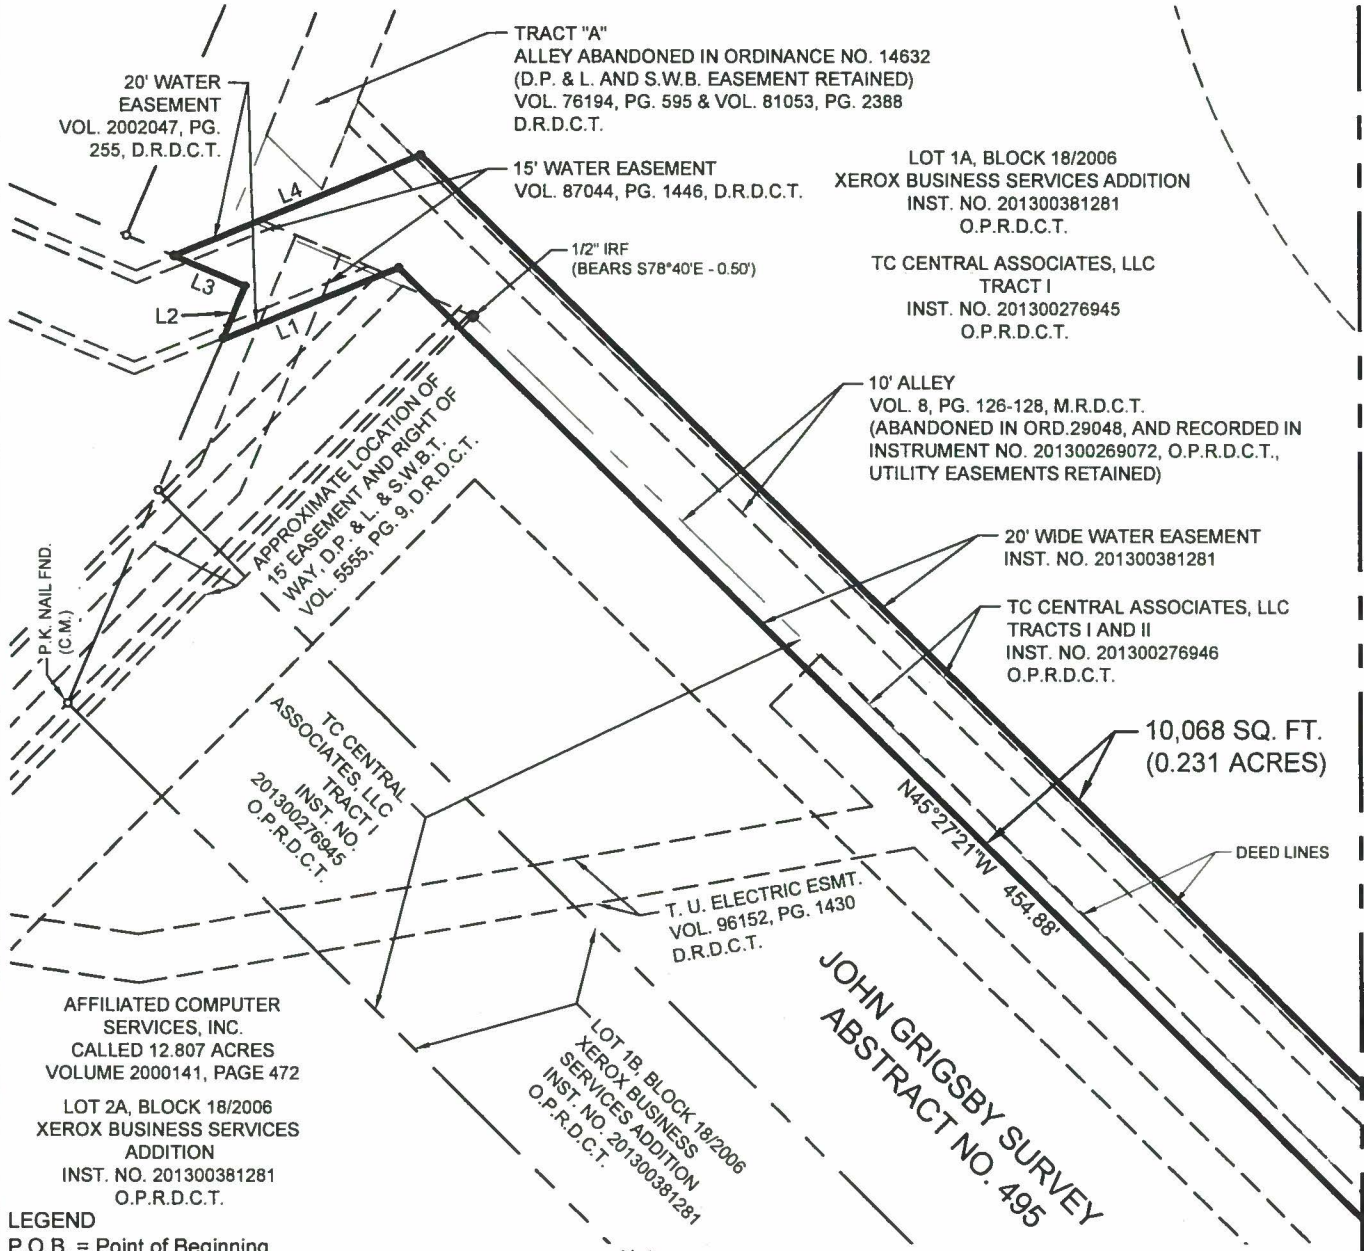 TRACT "A"
ALLEY ABANDONED IN ORDINANCE NO. 14632
(D.P. & L. AND S.W.B. EASEMENT RETAINED)
VOL. 76194, PG. 595 & VOL. 81053, PG. 2388
D.R.D.C.T.
20' WATER
EASEMENT
VOL. 2002047, PG.
255, D.R.D.C.T.
15' WATER EASEMENT
VOL. 87044, PG. 1446, D.R.D.C.T.
LOT 1A, BLOCK 18/2006
XEROX BUSINESS SERVICES ADDITION
INST. NO. 201300381281
O.P.R.D.C.T.
L4
1/2" IRF
(BEARS S78°40'E - 0.50')
TC CENTRAL ASSOCIATES, LLC
TRACT I
INST. NO. 201300276945
O.P.R.D.C.T.
L3
L2
L1
10' ALLEY
VOL. 8, PG. 126-128, M.R.D.C.T.
(ABANDONED IN ORD.29048, AND RECORDED IN
INSTRUMENT NO. 201300269072, O.P.R.D.C.T.,
UTILITY EASEMENTS RETAINED)
APPROXIMATE LOCATION OF
15' EASEMENT AND RIGHT OF
WAY, D.P. & L. & S.W.B.T.
VOL. 5555, PG. 9, D.R.D.C.T.
20' WIDE WATER EASEMENT
INST. NO. 201300381281
P.K. NAIL FND.
(C.M.)
TC CENTRAL ASSOCIATES, LLC
TRACTS I AND II
INST. NO. 201300276946
O.P.R.D.C.T.
10,068 SQ. FT.
(0.231 ACRES)
TC CENTRAL
ASSOCIATES, LLC
TRACT I
INST. NO.
201300276945
O.P.R.D.C.T.
N45°27'21"W 454.88'
DEED LINES
T. U. ELECTRIC ESMT.
VOL. 96152, PG. 1430
D.R.D.C.T.
JOHN GRIGSBY SURVEY
ABSTRACT NO. 495
AFFILIATED COMPUTER
SERVICES, INC.
CALLED 12.807 ACRES
VOLUME 2000141, PAGE 472
LOT 2A, BLOCK 18/2006
XEROX BUSINESS SERVICES
ADDITION
INST. NO. 201300381281
O.P.R.D.C.T.
LOT 1B, BLOCK 18/2006
XEROX BUSINESS
SERVICES ADDITION
INST. NO. 201300381281
O.P.R.D.C.T.
LEGEND
P.O.B. = Point of Beginning